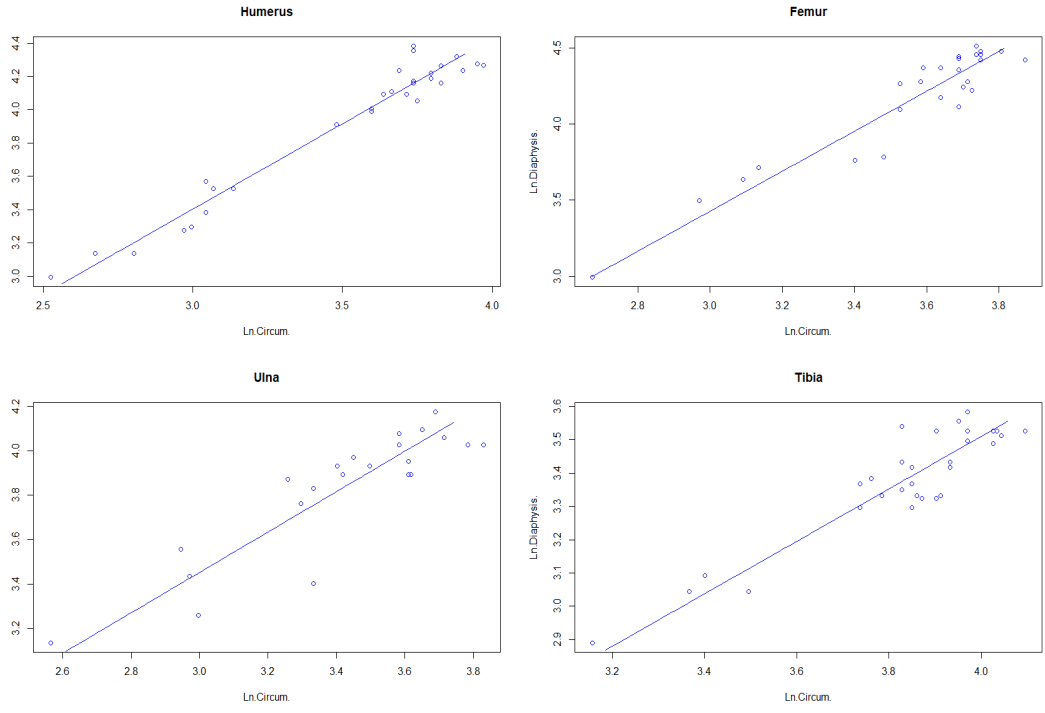 Humerus
4.4
4.2
4.0
3.8
3.6
3.4
3.2
3.0
2.5 3.0 3.5 4.0
Ln.Circum.
Femur
Ln.Diaphysis.
4.5
4.0
3.5
3.0
2.8 3.0 3.2 3.4 3.6 3.8
Ln.Circum.
Ulna
4.2
4.0
3.8
3.6
3.4
3.2
2.6 2.8 3.0 3.2 3.4 3.6 3.8
Ln.Circum.
Tibia
Ln.Diaphysis.
3.6
3.5
3.4
3.3
3.2
3.1
3.0
2.9
3.2 3.4 3.6 3.8 4.0
Ln.Circum.